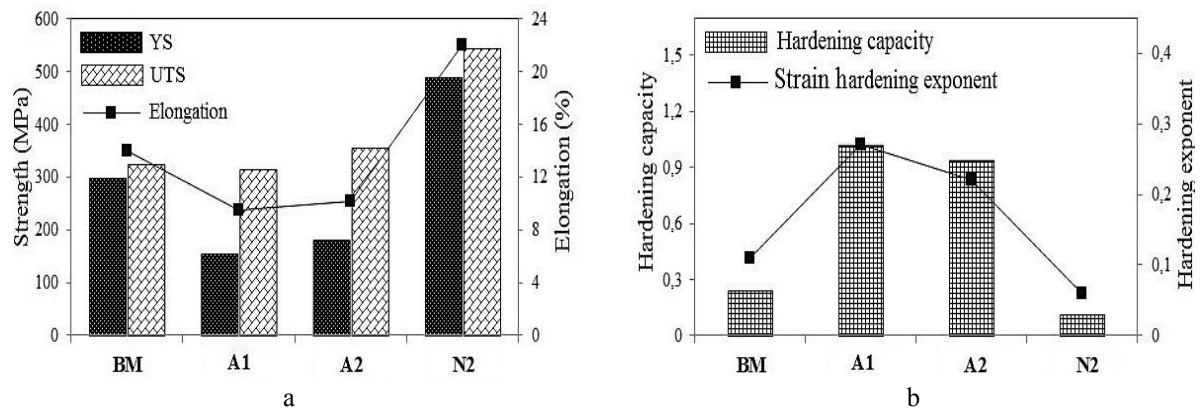 600
500
400
300
200
100
0
Strength (MPa)
YS
UTS
Elongation
24
20
16
12
8
4
0
Elongation (%)
BM A1 A2 N2
a
1,5
1,2
0,9
0,6
0,3
0
Hardening capacity
Hardening capacity
Strain hardening exponent
0,4
0,3
0,2
0,1
0
Hardening exponent
BM A1 A2 N2
b